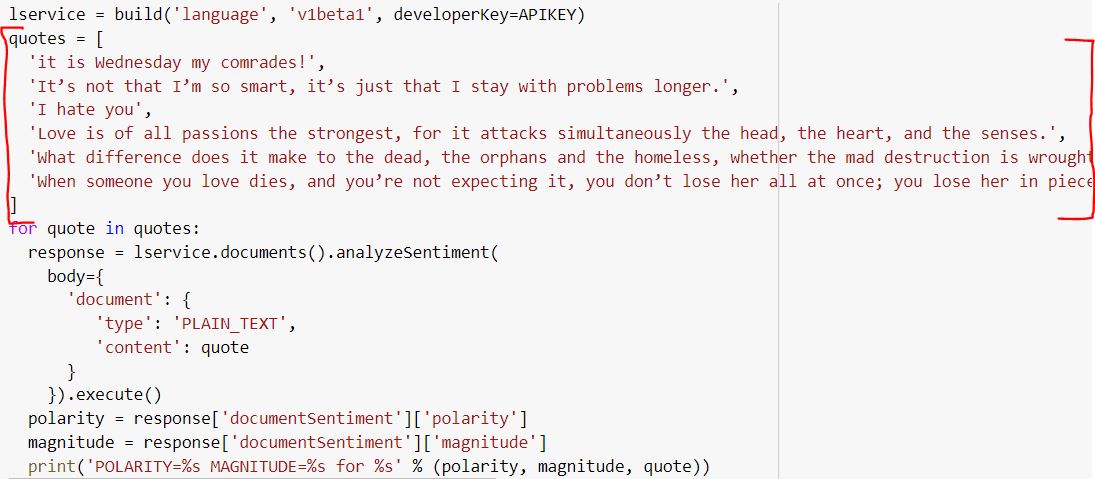 lservice = build('language', 'v1beta1', developerKey=APIKEY)
quotes = [
  'it is Wednesday my comrades!',
  'It’s not that I’m so smart, it’s just that I stay with problems longer.',
  'I hate you',
  'Love is of all passions the strongest, for it attacks simultaneously the head, the heart, and the senses.',
  'What difference does it make to the dead, the orphans and the homeless, whether the mad destruction is wrought
  'When someone you love dies, and you’re not expecting it, you don’t lose her all at once; you lose her in piece
]
for quote in quotes:
  response = lservice.documents().analyzeSentiment(
    body={
      'document': {
         'type': 'PLAIN_TEXT',
         'content': quote
      }
    }).execute()
  polarity = response['documentSentiment']['polarity']
  magnitude = response['documentSentiment']['magnitude']
  print('POLARITY=%s MAGNITUDE=%s for %s' % (polarity, magnitude, quote))